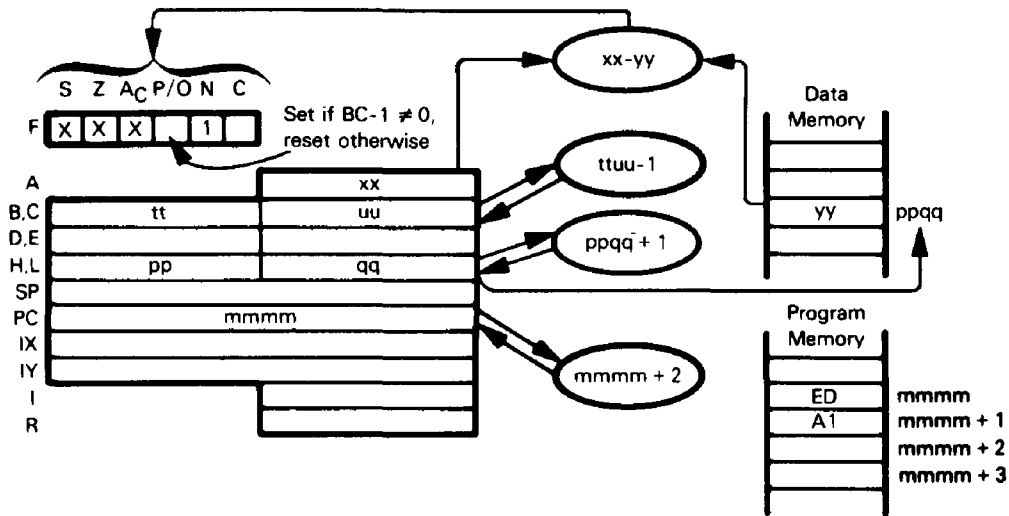 xx-yy
S Z AC P/O N C
F X X X 1
Set if BC-1 ≠ 0,
reset otherwise
Data
Memory
yy ppqq
ttuu-1
ppqq + 1
mmmm + 2
A xx
B,C tt uu
D,E
H,L pp qq
SP
PC mmmm
IX
IY
I
R
Program
Memory
ED mmmm
A1 mmmm + 1
mmmm + 2
mmmm + 3